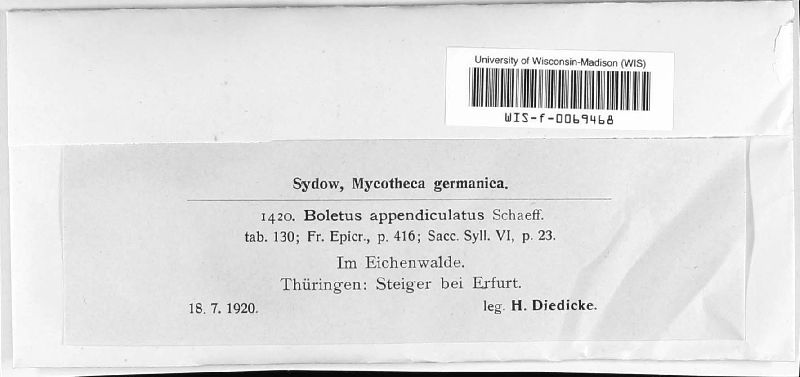 University of Wisconsin-Madison (WIS)
WIS-f-0069468
Sydow, Mycotheca germanica.
1420. Boletus appendiculatus Schaeff.
tab. 130; Fr. Epicr., p. 416; Sacc. Syll. VI, p. 23.
Im Eichenwalde.
Thüringen: Steiger bei Erfurt.
18. 7. 1920. leg. H. Diedicke.